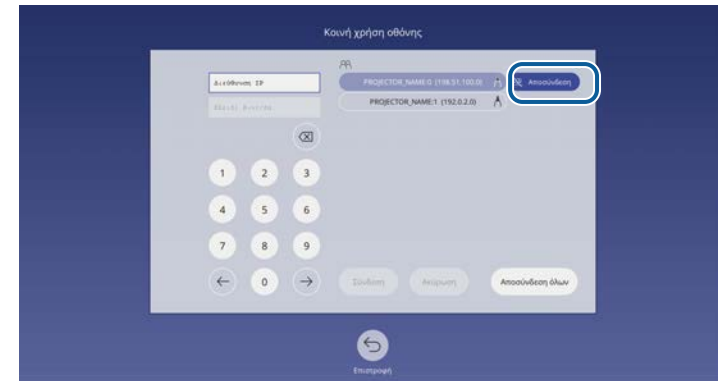 Κοινή χρήση οθόνης
Διεύθυνση IP
PROJECTOR_NAME:0 (198.51.100.0)
Αποσύνδεση
PROJECTOR_NAME:1 (192.0.2.0)
1 2 3
4 5 6
7 8 9
0
Σύνδεση
Ακύρωση
Αποσύνδεση όλων
Επιστροφή